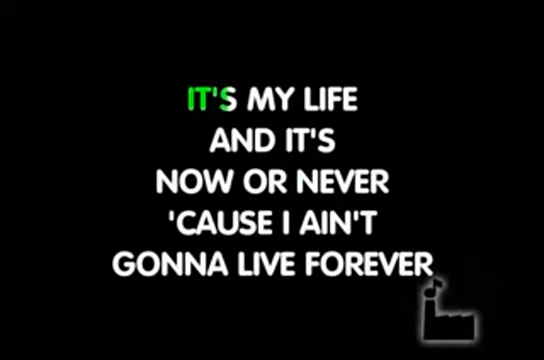 IT'S MY LIFE
AND IT'S
NOW OR NEVER
'CAUSE I AIN'T
GONNA LIVE FOREVER